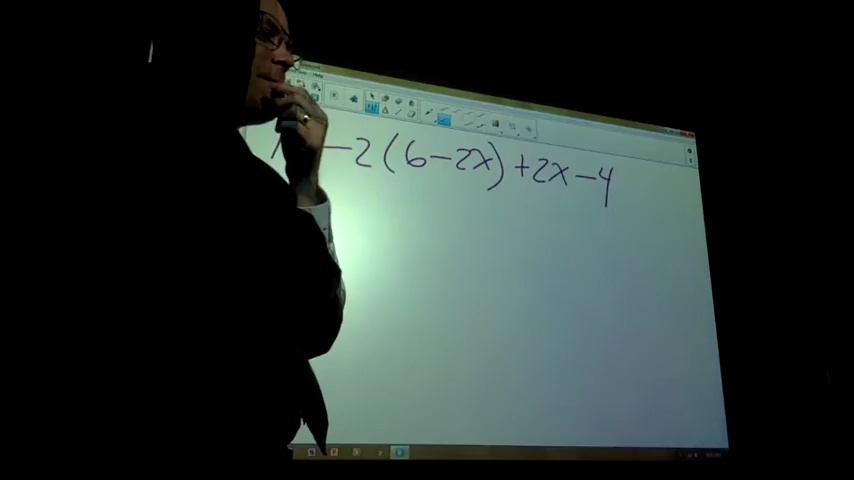 - 2 ( 6 - 2x ) + 2x - 4